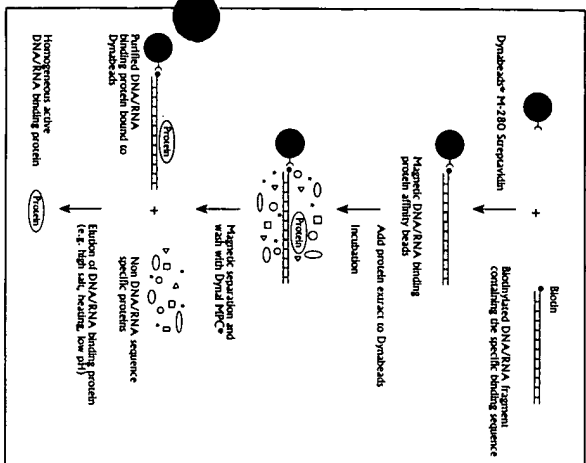 Biotin
+
Dynabeads® M-280 Streptavidin
Biotinylated DNA/RNA fragment
containing the specific binding sequence
Magnetic DNA/RNA binding
protein affinity beads
Add protein extract to Dynabeads
Incubation
Protein
Magnetic separation and
wash with Dynal MPC®
Protein
+
Purified DNA/RNA
binding protein bound to
Dynabeads
Non DNA/RNA sequence
specific proteins
Elution of DNA/RNA binding protein
(e.g. high salt, heating, low pH)
Homogeneous active
DNA/RNA binding protein
Protein